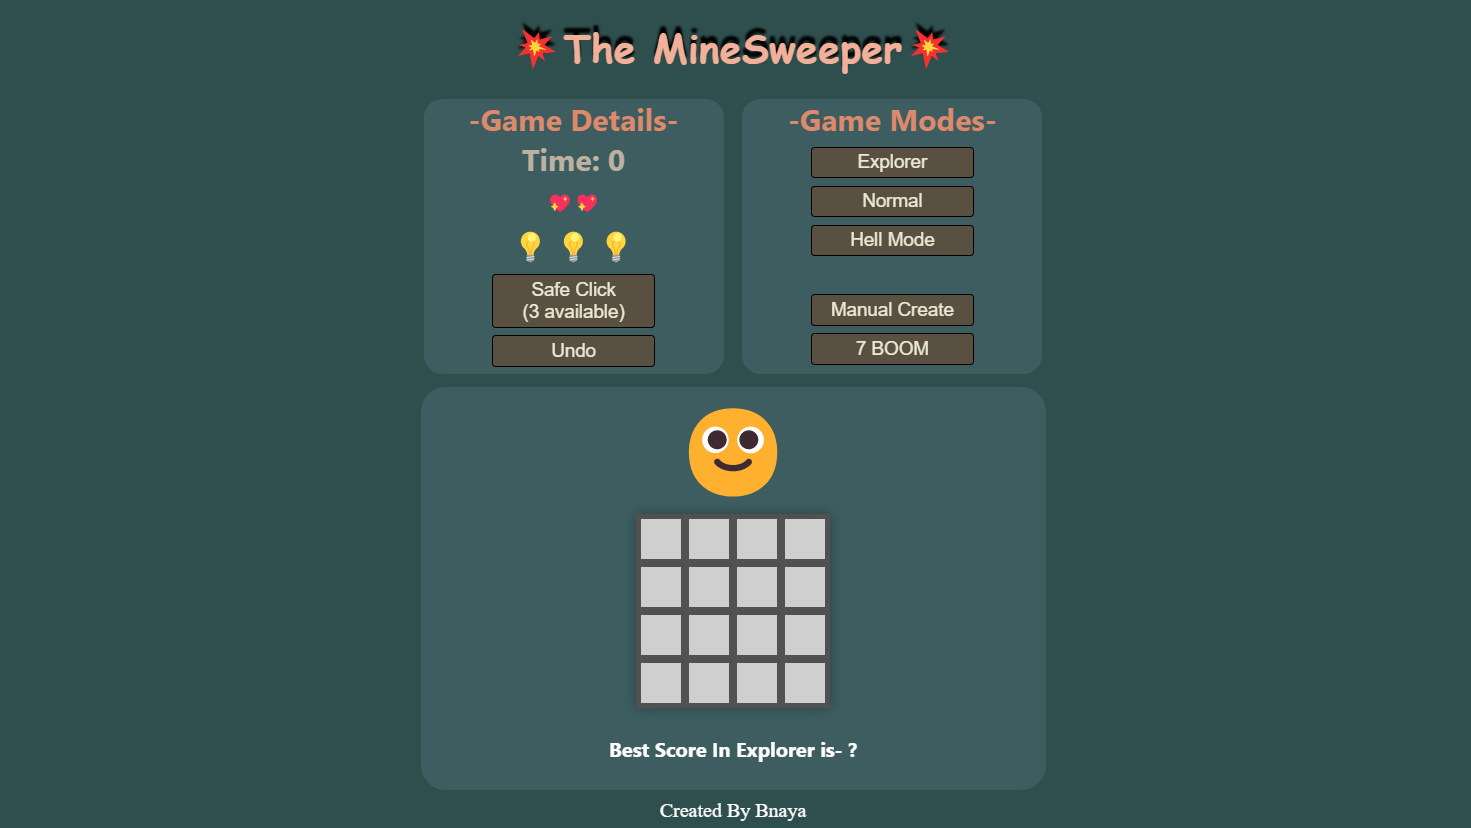 The MineSweeper
-Game Details-
Time: 0
Safe Click
(3 available)
Undo
-Game Modes-
Explorer
Normal
Hell Mode
Manual Create
7 BOOM
Best Score In Explorer is- ?
Created By Bnaya